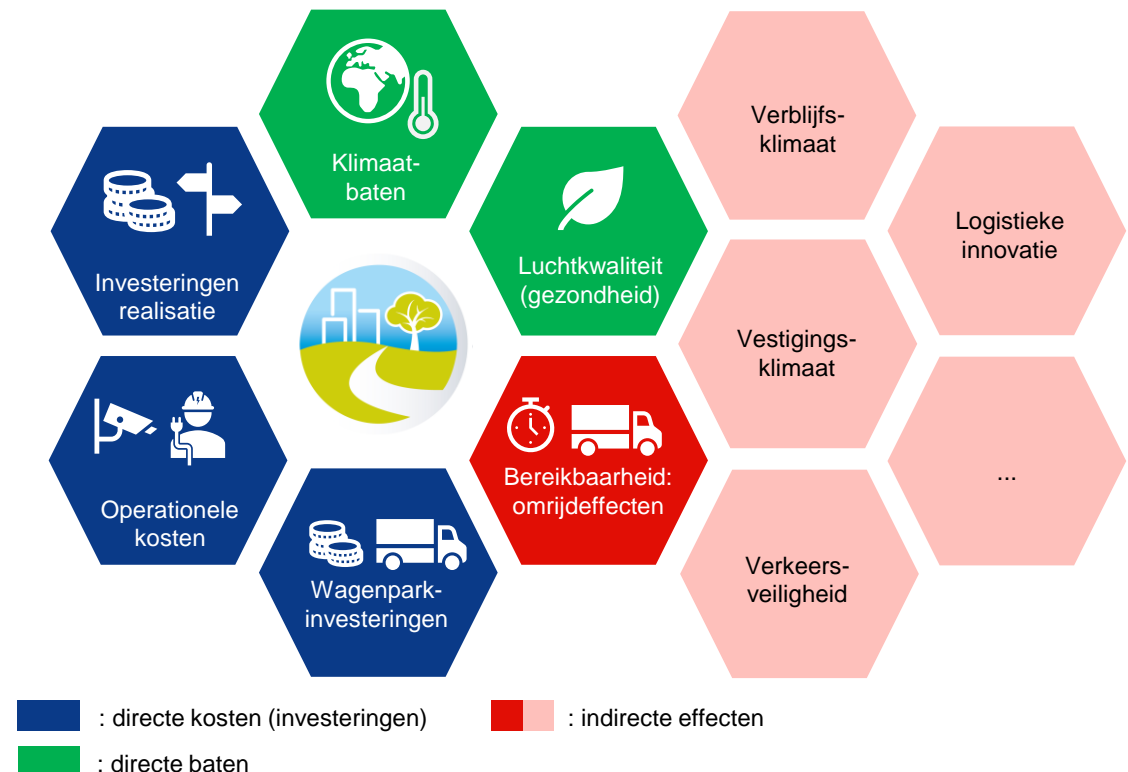 Klimaat-
baten
Investeringen
realisatie
Luchtkwaliteit
(gezondheid)
Verblijfs-
klimaat
Logistieke
innovatie
Vestigings-
klimaat
Operationele
kosten
Wagenpark-
investeringen
Bereikbaarheid:
omrijdeffecten
Verkeers-
veiligheid
...
: directe kosten (investeringen)
: indirecte effecten
: directe baten